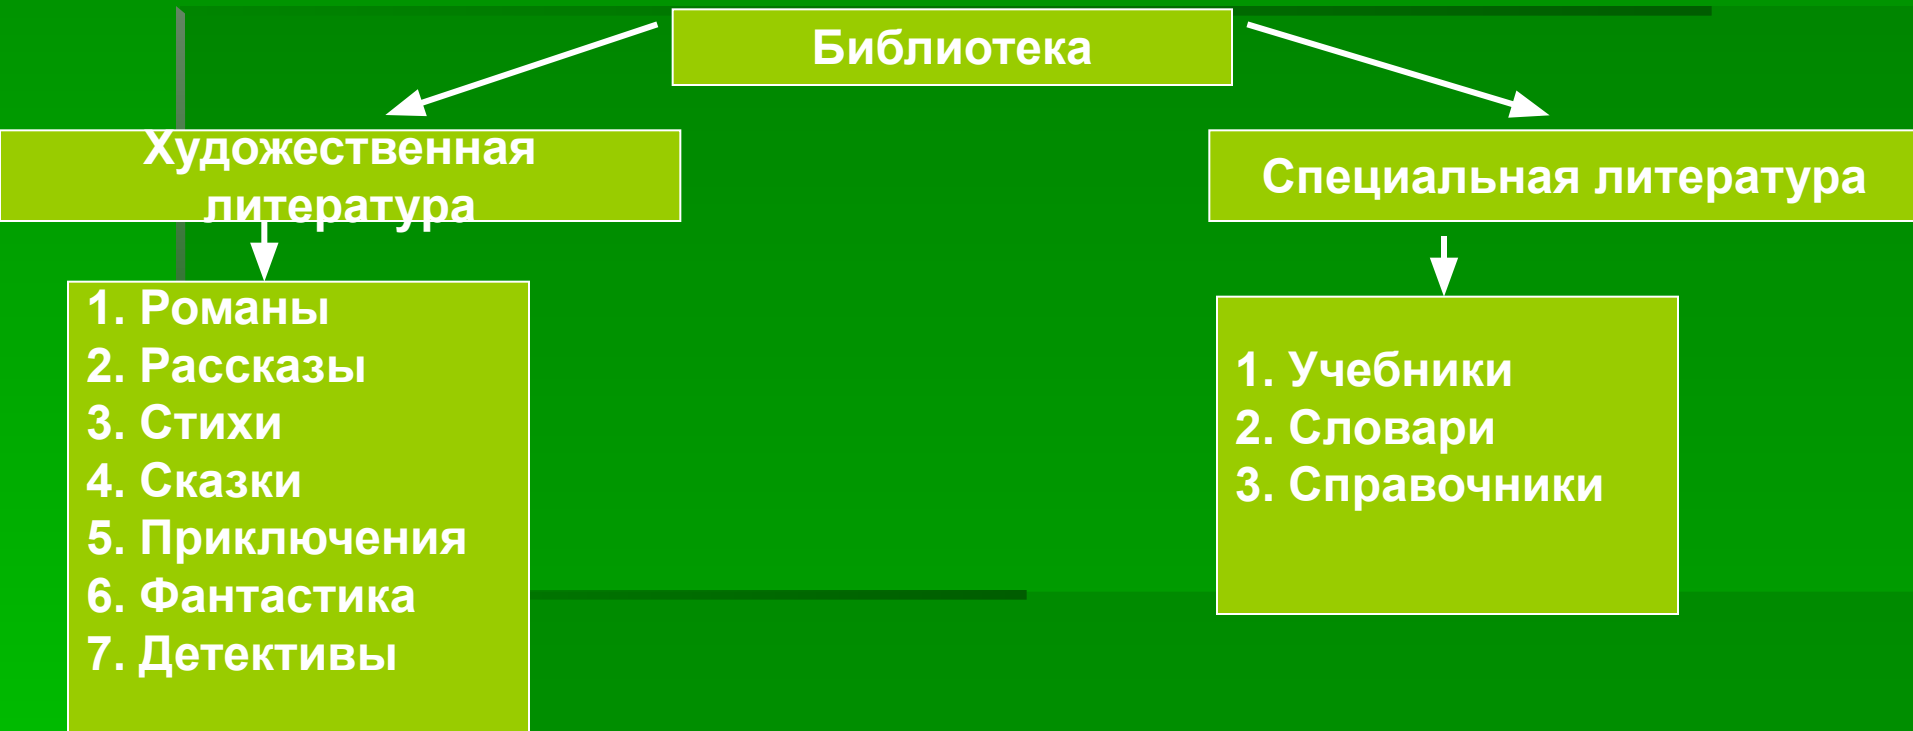 Библиотека
Художественная
литература
Специальная литература
1. Романы
2. Рассказы
3. Стихи
4. Сказки
5. Приключения
6. Фантастика
7. Детективы
1. Учебники
2. Словари
3. Справочники